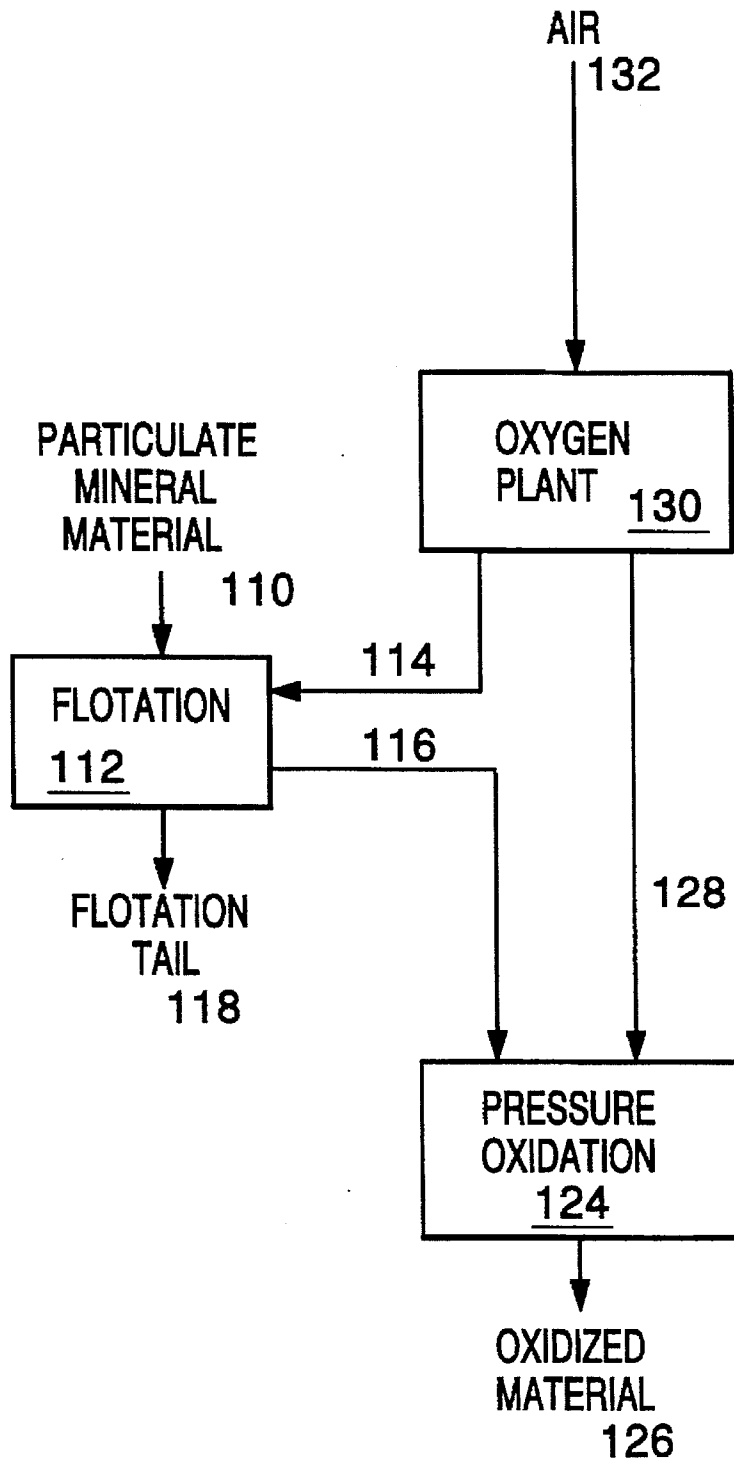 AIR
132
OXYGEN
PLANT
130
PARTICULATE
MINERAL
MATERIAL
110
114
FLOTATION
112
116
FLOTATION
TAIL
118
128
PRESSURE
OXIDATION
124
OXIDIZED
MATERIAL
126